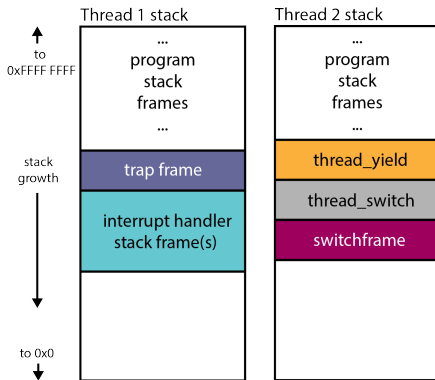 Thread 1 stack
Thread 2 stack
to
0xFFFF FFFF
...
program
stack
frames
...
...
program
stack
frames
...
stack
growth
trap frame
interrupt handler
stack frame(s)
thread_yield
thread_switch
switchframe
to 0x0